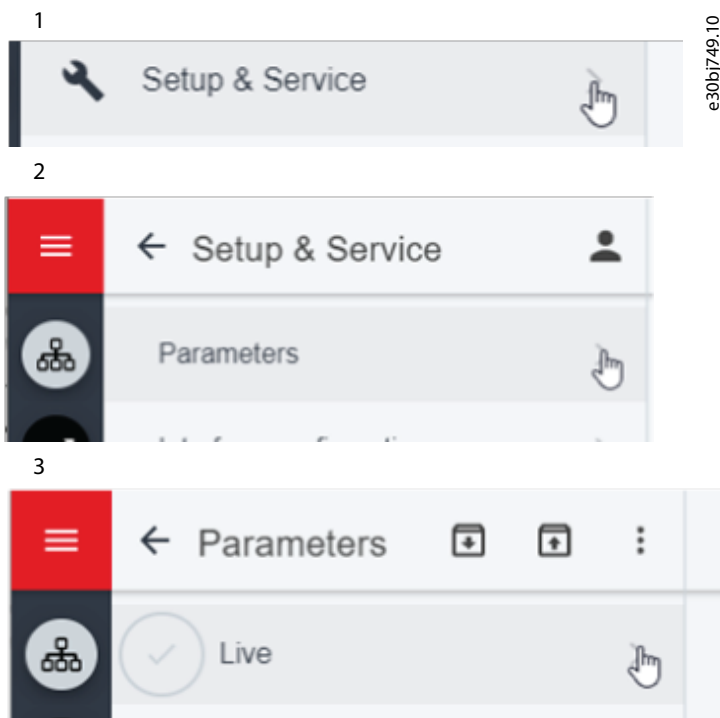 1
e30bj749.10
Setup & Service
2
Setup & Service
Parameters
3
Parameters
Live